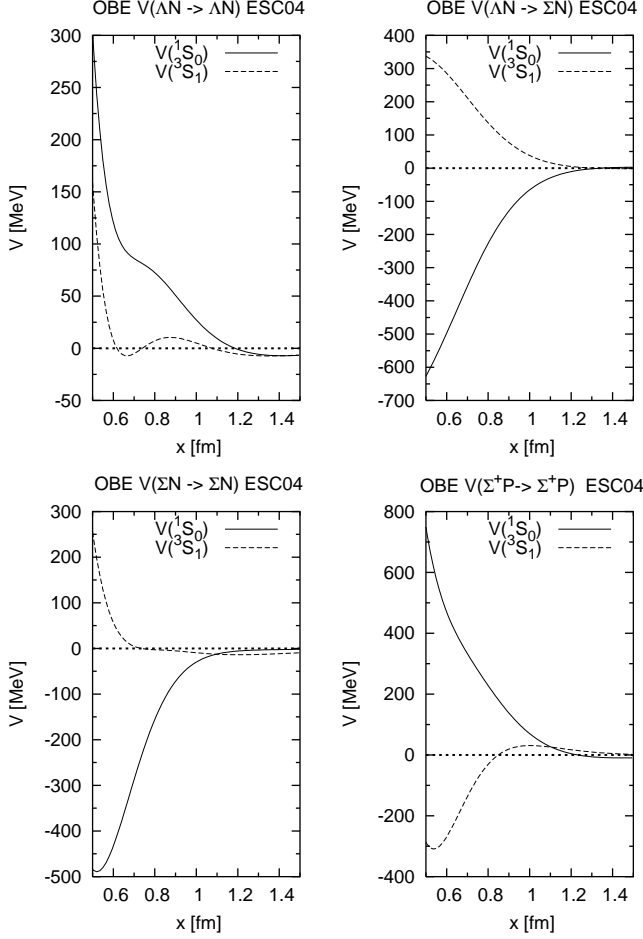 OBE V(ΛN -> ΛN) ESC04
V(¹S₀)
V(³S₁)
300
250
200
150
100
50
0
-50
V [MeV]
0.6 0.8 1 1.2 1.4
x [fm]
OBE V(ΛN -> ΣN) ESC04
V(¹S₀)
V(³S₁)
400
300
200
100
0
-100
-200
-300
-400
-500
-600
-700
V [MeV]
0.6 0.8 1 1.2 1.4
x [fm]
OBE V(ΣN -> ΣN) ESC04
V(¹S₀)
V(³S₁)
300
200
100
0
-100
-200
-300
-400
-500
V [MeV]
0.6 0.8 1 1.2 1.4
x [fm]
OBE V(Σ⁺P-> Σ⁺P) ESC04
V(¹S₀)
V(³S₁)
800
600
400
200
0
-200
-400
V [MeV]
0.6 0.8 1 1.2 1.4
x [fm]